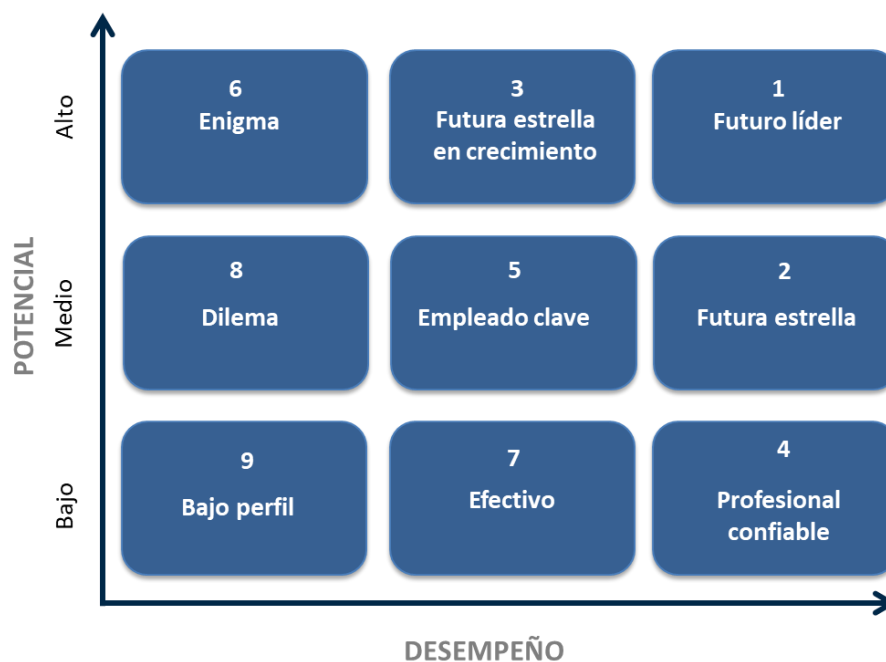 POTENCIAL
Alto
6
Enigma
3
Futura estrella
en crecimiento
1
Futuro líder
Medio
8
Dilema
5
Empleado clave
2
Futura estrella
Bajo
9
Bajo perfil
7
Efectivo
4
Profesional
confiable
DESEMPEÑO